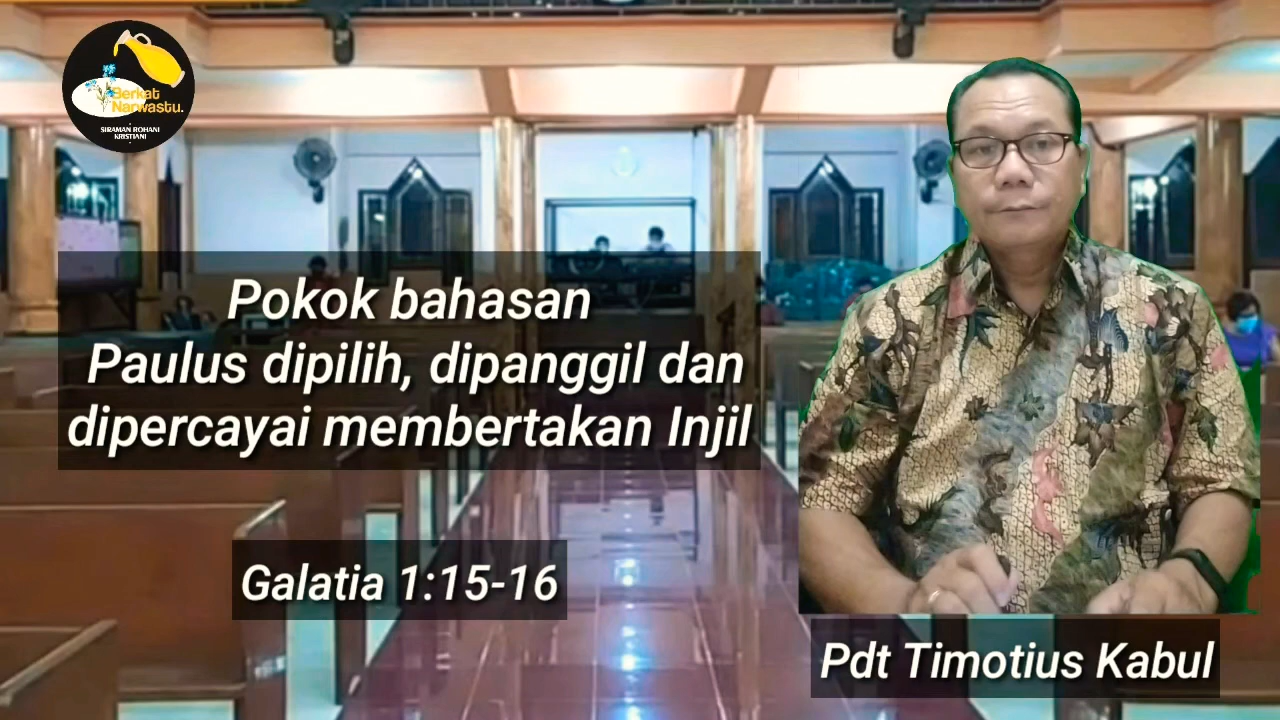 Berkat
Narwastu.
SIRAMAN ROHANI
KRISTIANI
Pokok bahasan
Paulus dipilih, dipanggil dan
dipercayai membertakan Injil
Galatia 1:15-16
Pdt Timotius Kabul